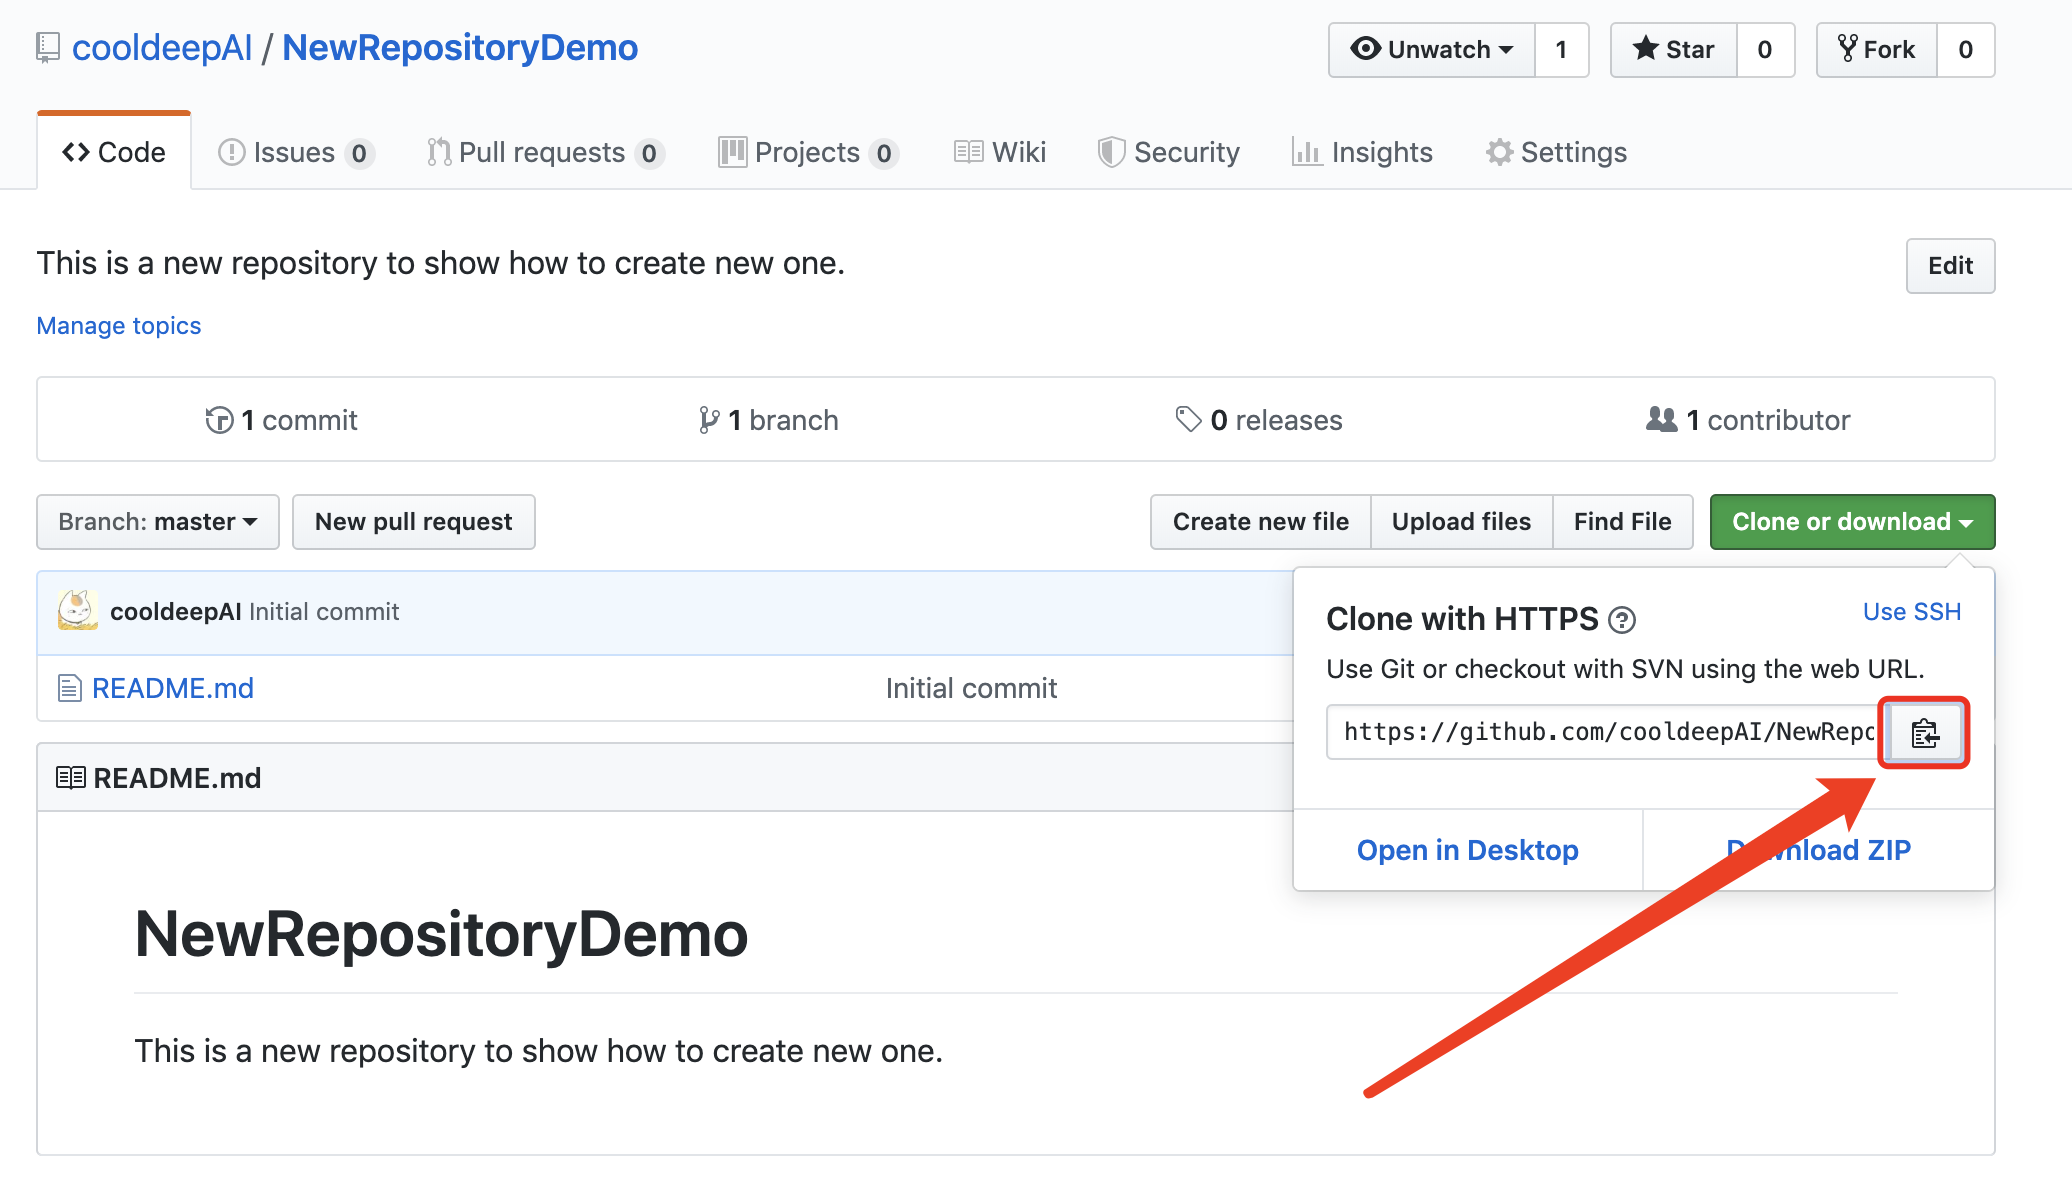 cooldeepAI / NewRepositoryDemo
Unwatch 1 Star 0 Fork 0
Code Issues 0 Pull requests 0 Projects 0 Wiki Security Insights Settings
This is a new repository to show how to create new one.
Edit
Manage topics
1 commit 1 branch 0 releases 1 contributor
Branch: master New pull request Create new file Upload files Find File Clone or download
cooldeepAI Initial commit
README.md Initial commit
Clone with HTTPS ? Use SSH
Use Git or checkout with SVN using the web URL.
https://github.com/cooldeepAI/NewRepo
Open in Desktop Download ZIP
README.md
NewRepositoryDemo
This is a new repository to show how to create new one.